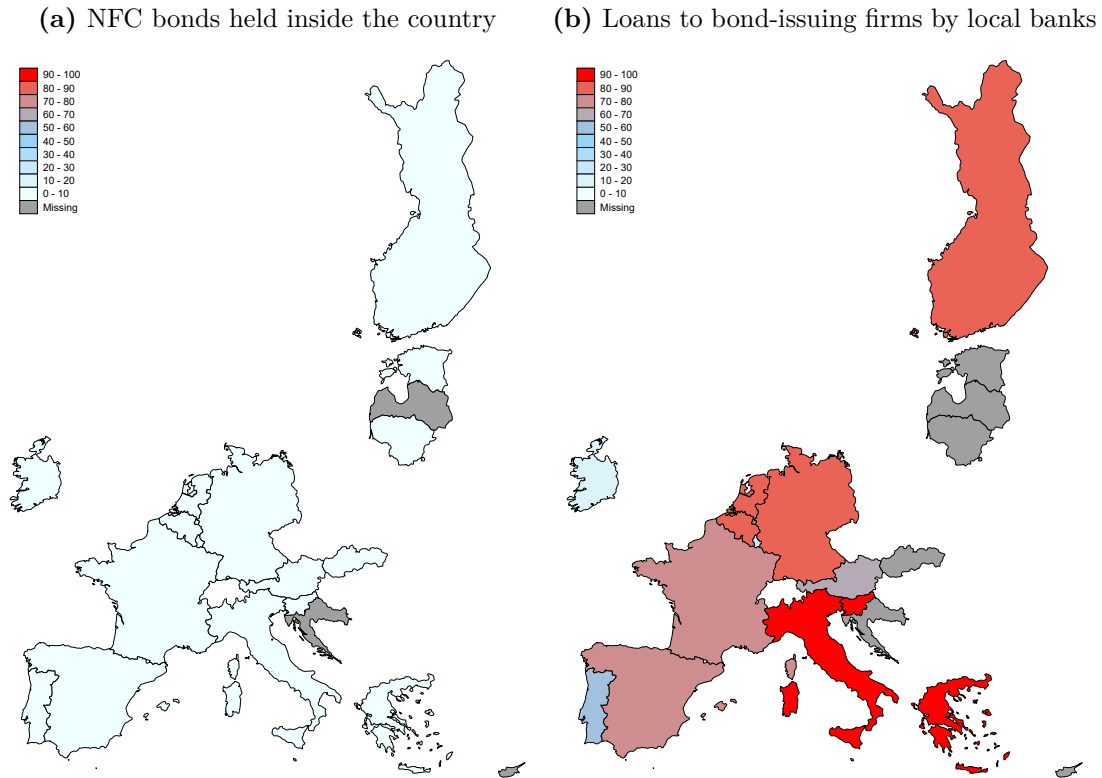 (a) NFC bonds held inside the country
90 - 100
80 - 90
70 - 80
60 - 70
50 - 60
40 - 50
30 - 40
20 - 30
10 - 20
0 - 10
Missing
(b) Loans to bond-issuing firms by local banks
90 - 100
80 - 90
70 - 80
60 - 70
50 - 60
40 - 50
30 - 40
20 - 30
10 - 20
0 - 10
Missing